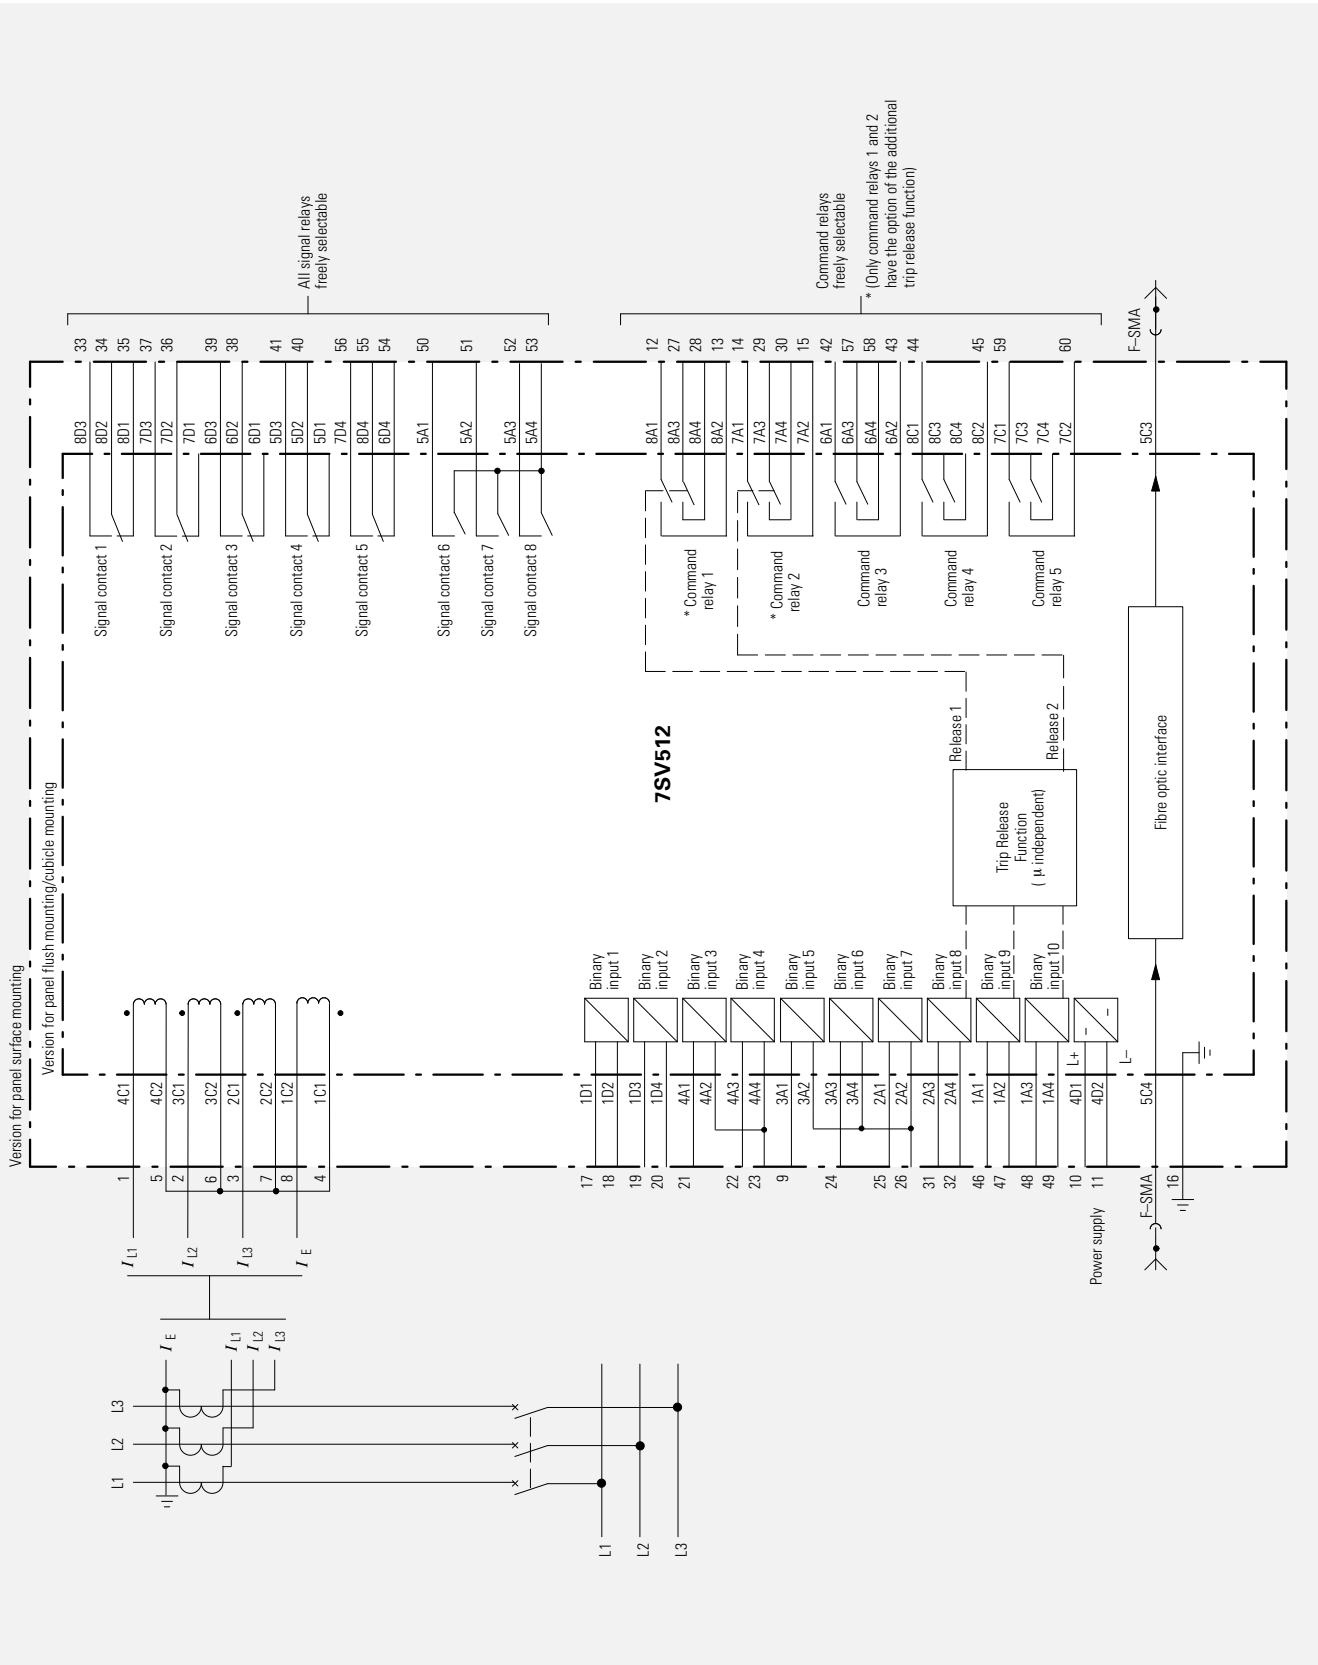 Version for panel surface mounting
Version for panel flush mounting/cubicle mounting
All signal relays
freely selectable
33
34
35
37
36
39
38
41
40
56
55
54
50
51
52
53
8D3
8D2
8D1
7D3
7D2
7D1
6D3
6D2
6D1
5D3
5D2
5D1
7D4
8D4
6D4
5A1
5A2
5A3
5A4
Signal contact 1
Signal contact 2
Signal contact 3
Signal contact 4
Signal contact 5
Signal contact 6
Signal contact 7
Signal contact 8
Command relays
freely selectable
* (Only command relays 1 and 2
have the option of the additional
trip release function)
12
27
28
13
14
29
30
15
42
57
58
43
44
45
59
60
8A1
8A3
8A4
8A2
7A1
7A3
7A4
7A2
6A1
6A3
6A4
6A2
8C1
8C3
8C4
8C2
7C1
7C3
7C4
7C2
* Command
relay 1
* Command
relay 2
Command
relay 3
Command
relay 4
Command
relay 5
F–SMA
5C3
7SV512
Release 1
Release 2
Trip Release
Function
( µ independent)
Fibre optic interface
Binary
input 1
Binary
input 2
Binary
input 3
Binary
input 4
Binary
input 5
Binary
input 6
Binary
input 7
Binary
input 8
Binary
input 9
Binary
input 10
L+
L–
4C1
4C2
3C1
3C2
2C1
2C2
1C2
1C1
1
5
2
6
3
7
8
4
1D1
1D2
1D3
1D4
4A1
4A2
4A3
4A4
3A1
3A2
3A3
3A4
2A1
2A2
2A3
2A4
1A1
1A2
1A3
1A4
4D1
4D2
5C4
17
18
19
20
21
22
23
9
24
25
26
31
32
46
47
48
49
10
11
16
Power supply
F–SMA
I L1
I L2
I L3
I E
I E
I L1
I L2
I L3
L3
L2
L1
L1
L2
L3